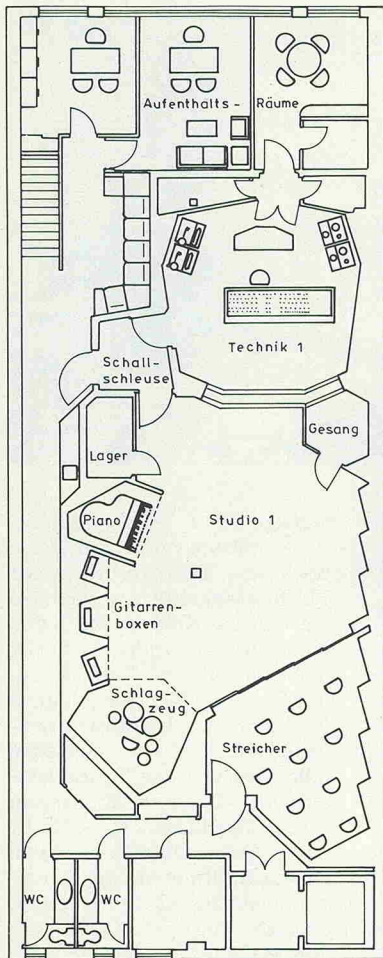 Aufenthalts - Räume
Technik 1
Schall-
schleuse
Gesang
Lager
Piano
Studio 1
Gitarren-
boxen
Schlag-
zeug
Streicher
WC WC